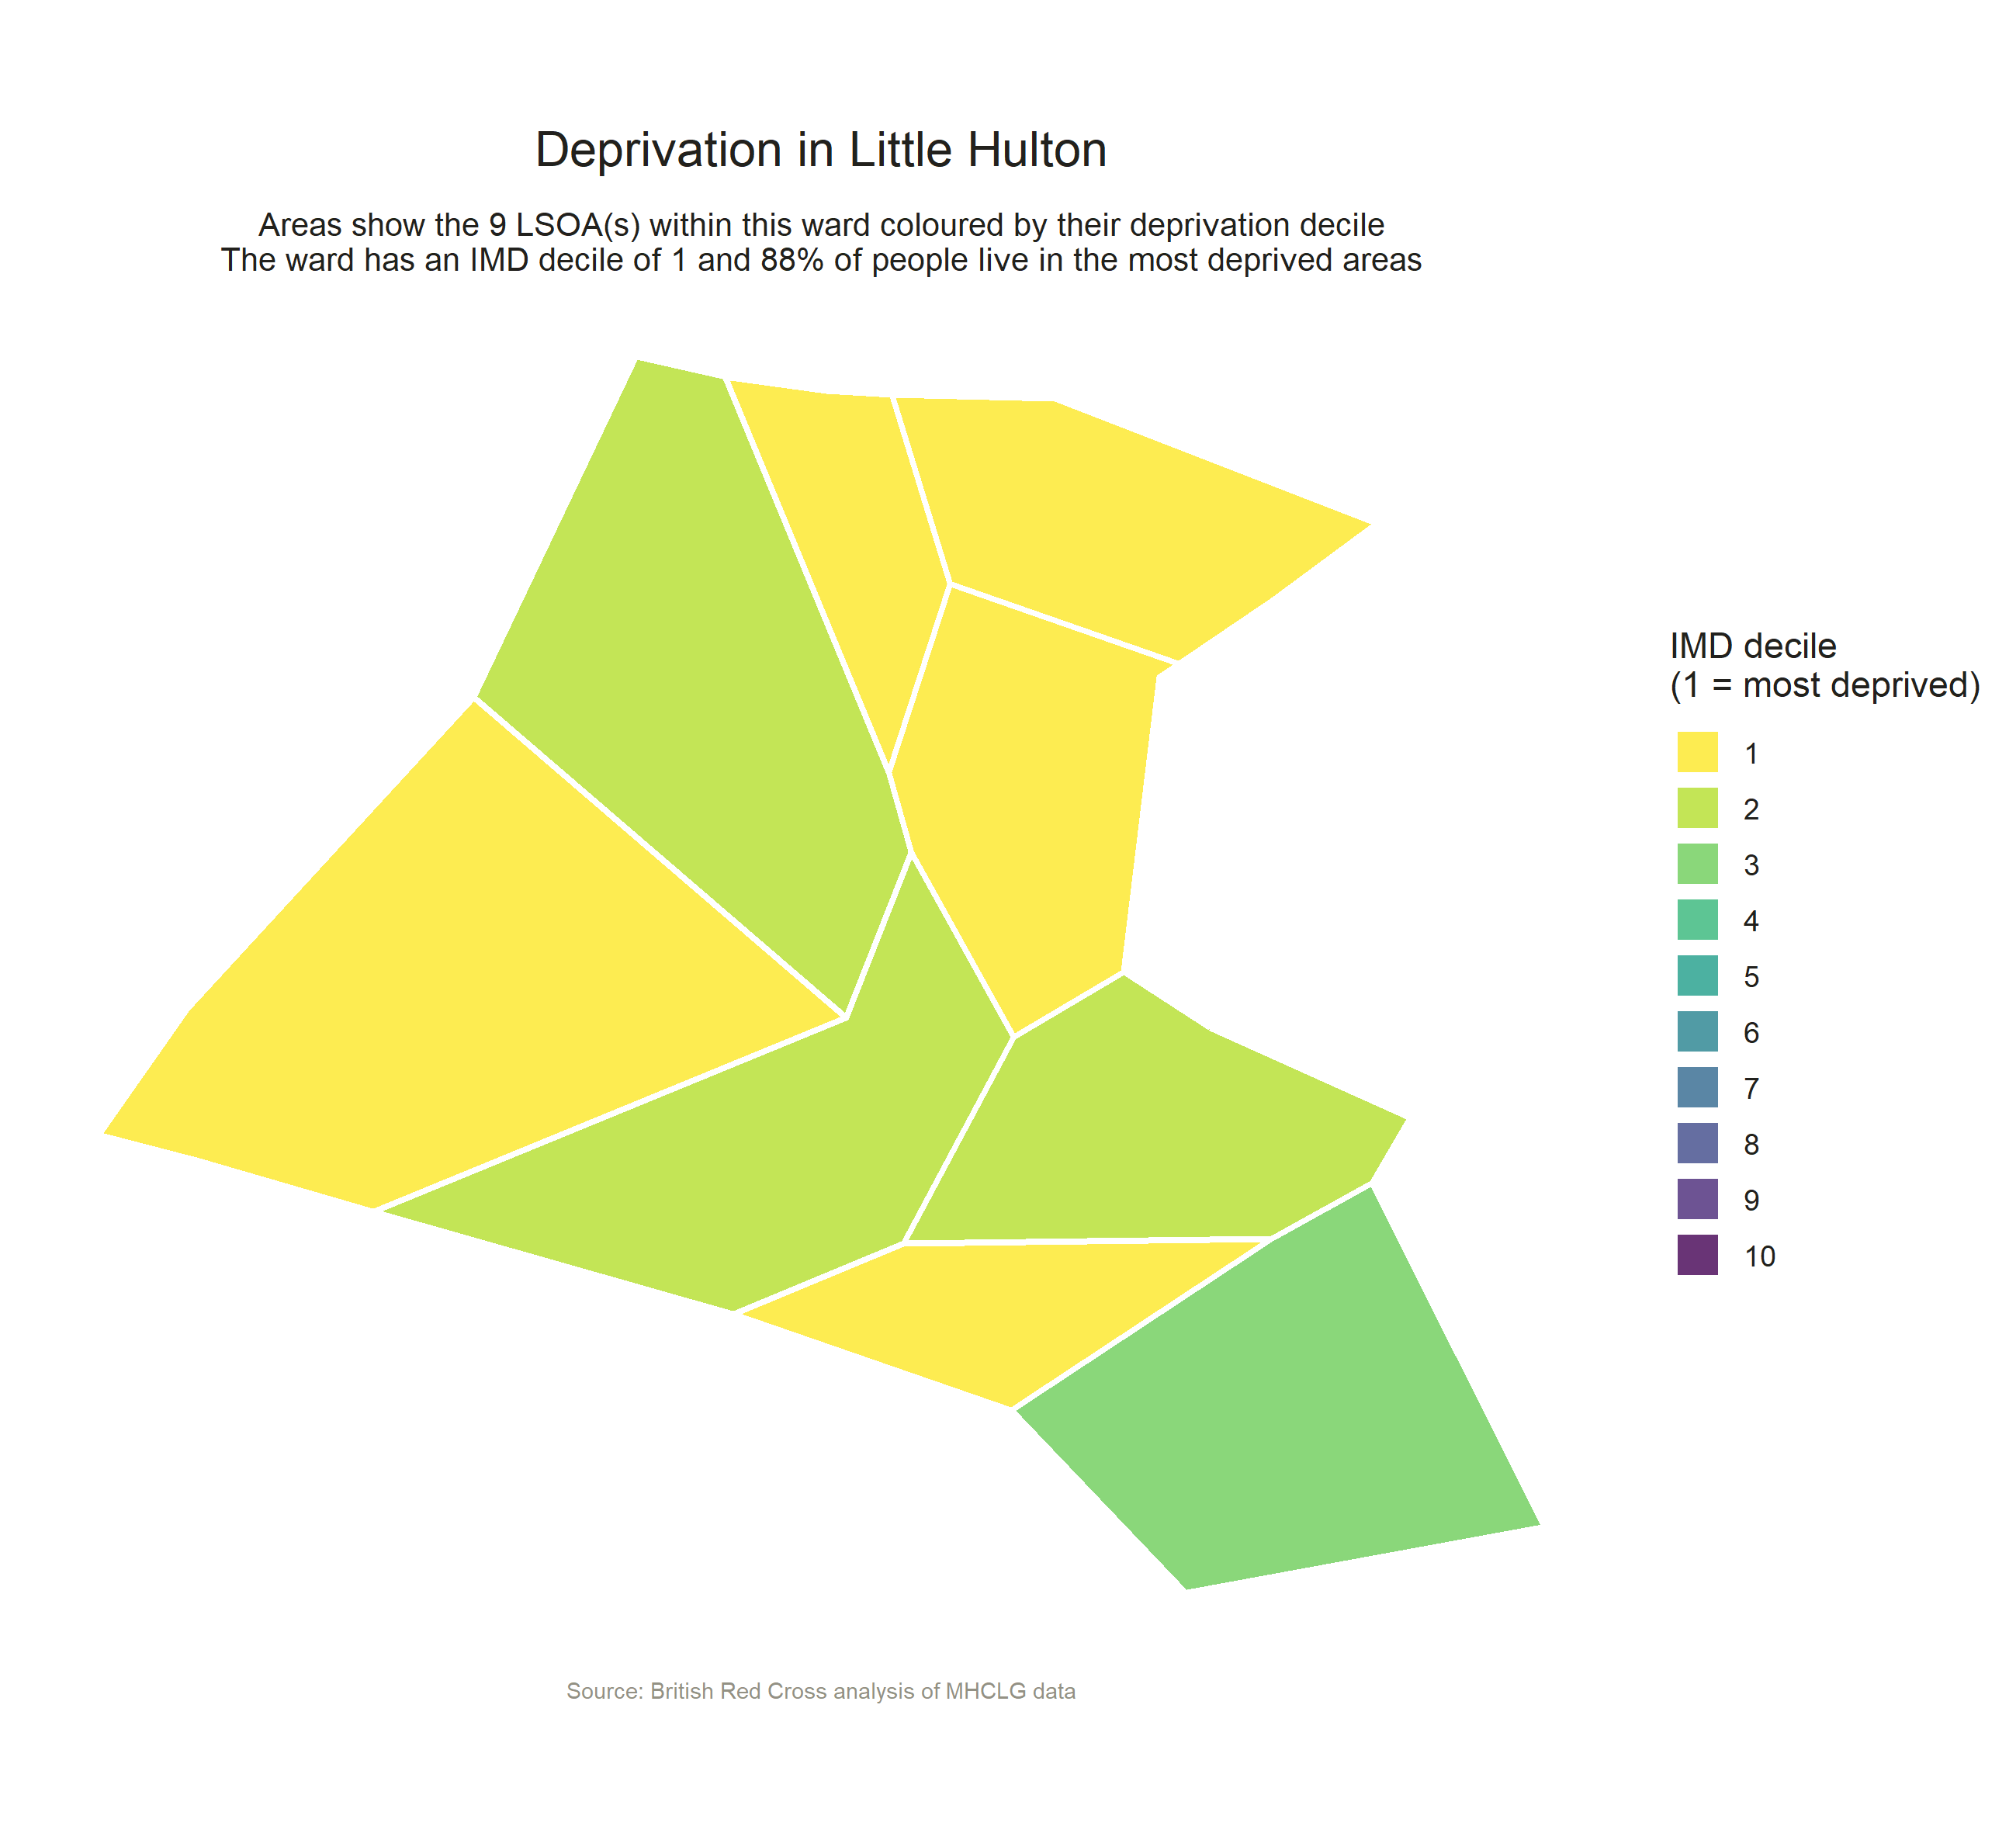 Deprivation in Little Hulton
Areas show the 9 LSOA(s) within this ward coloured by their deprivation decile
The ward has an IMD decile of 1 and 88% of people live in the most deprived areas
IMD decile
(1 = most deprived)
1
2
3
4
5
6
7
8
9
10
Source: British Red Cross analysis of MHCLG data